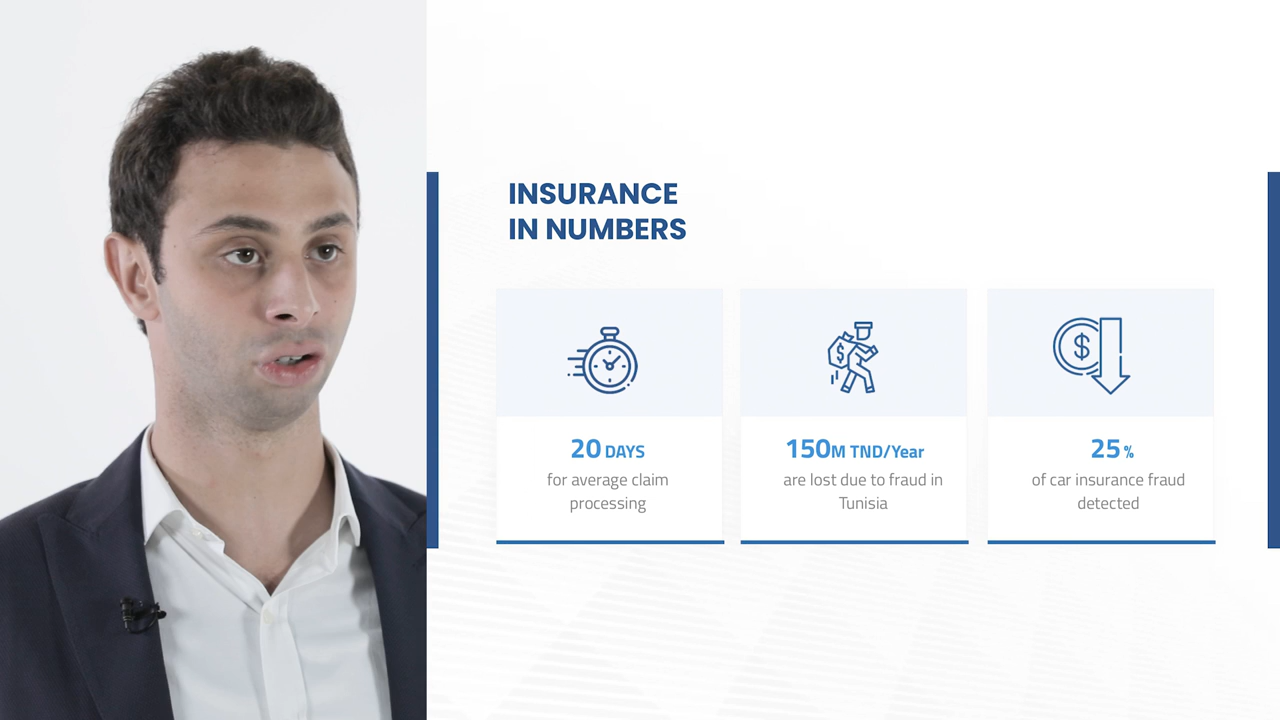 INSURANCE
IN NUMBERS
20 DAYS
for average claim
processing
$
150M TND/Year
are lost due to fraud in
Tunisia
$
25 %
of car insurance fraud
detected